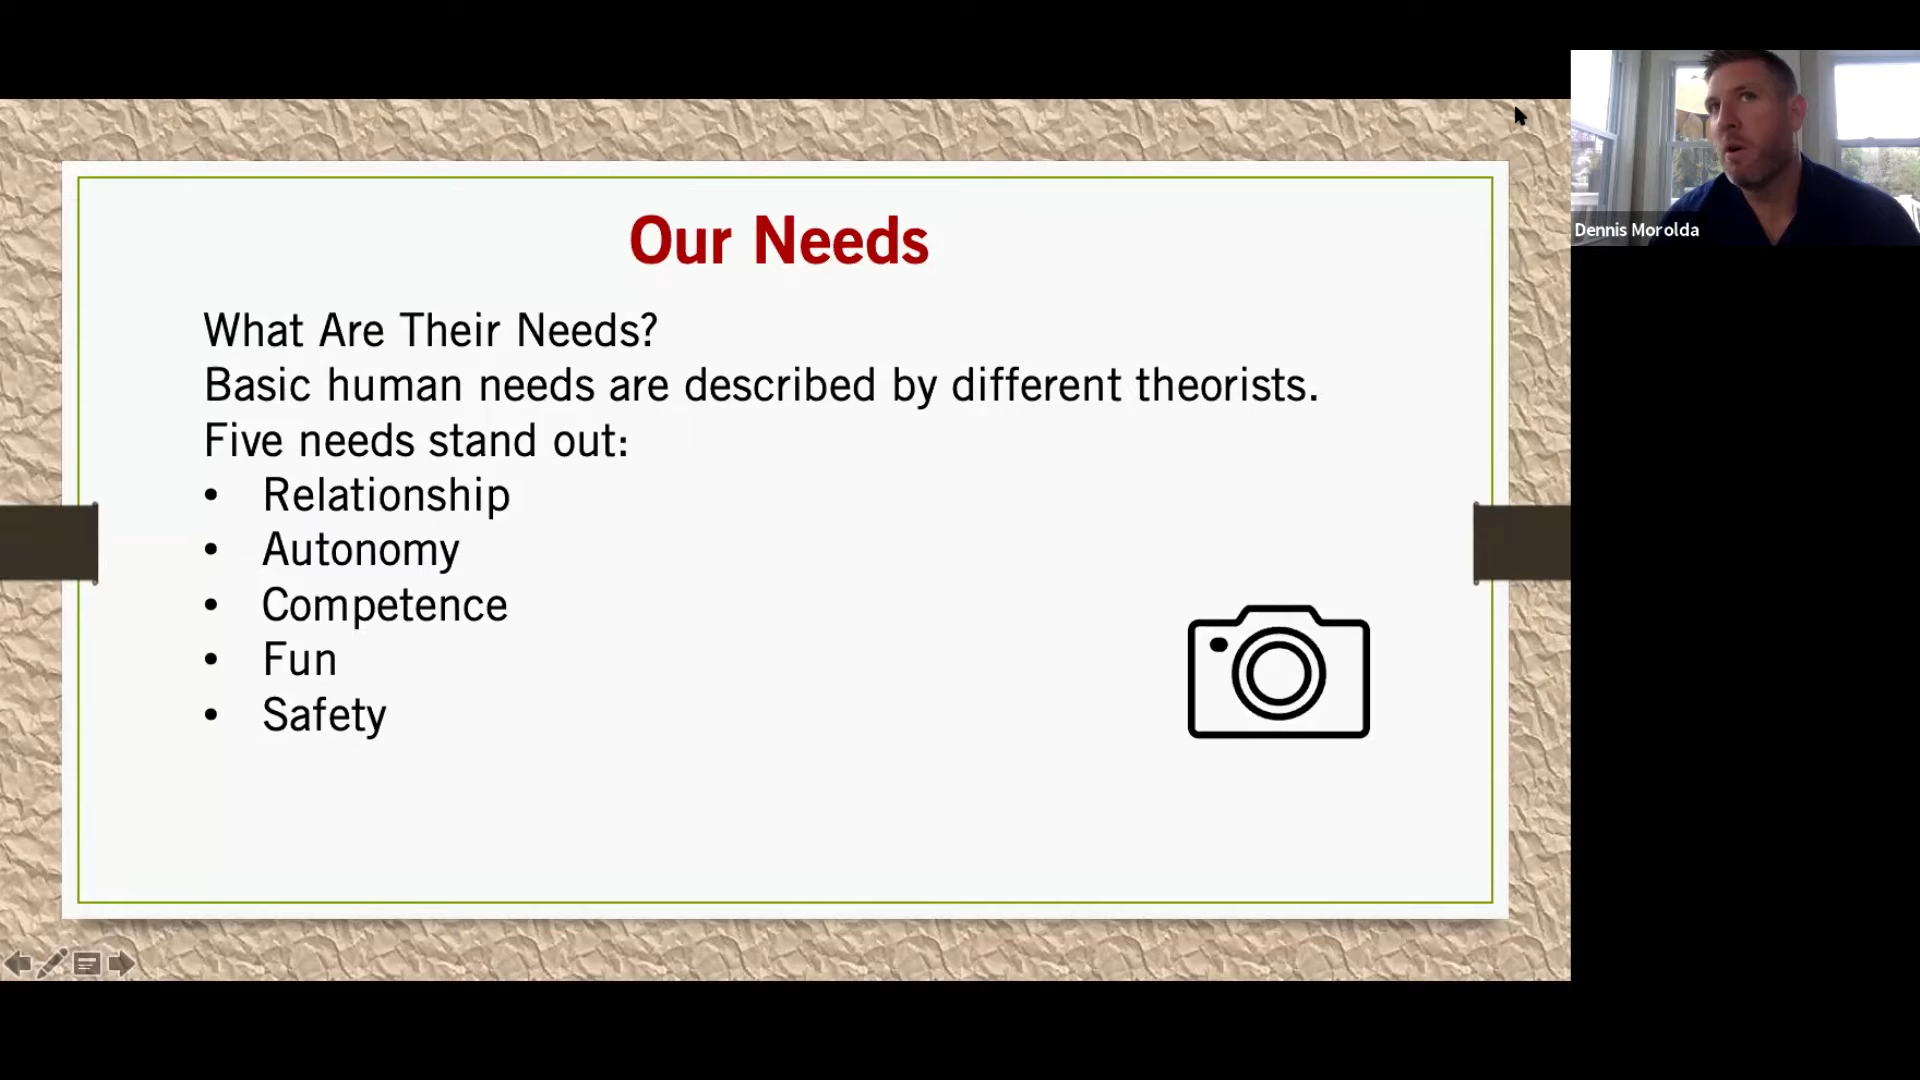 Our Needs
What Are Their Needs?
Basic human needs are described by different theorists.
Five needs stand out:
• Relationship
• Autonomy
• Competence
• Fun
• Safety
Dennis Morolda